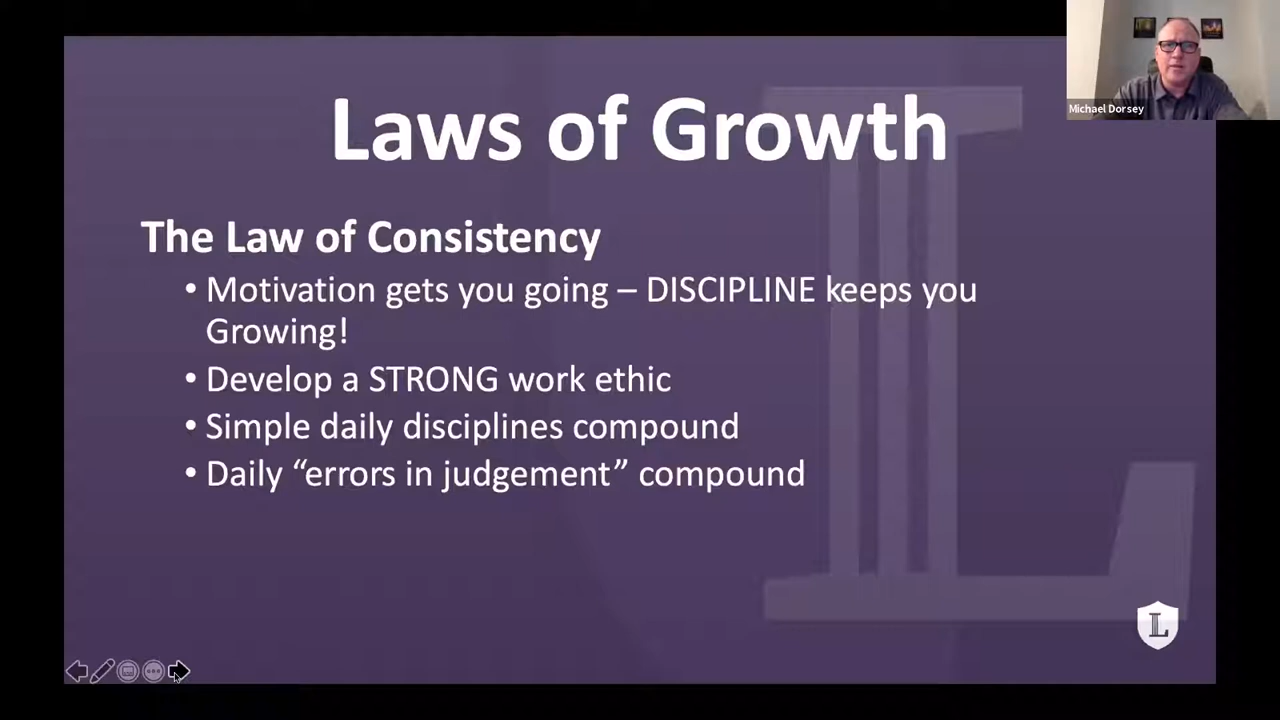 Laws of Growth
Michael Dorsey
The Law of Consistency
• Motivation gets you going – DISCIPLINE keeps you
Growing!
• Develop a STRONG work ethic
• Simple daily disciplines compound
• Daily “errors in judgement” compound
L